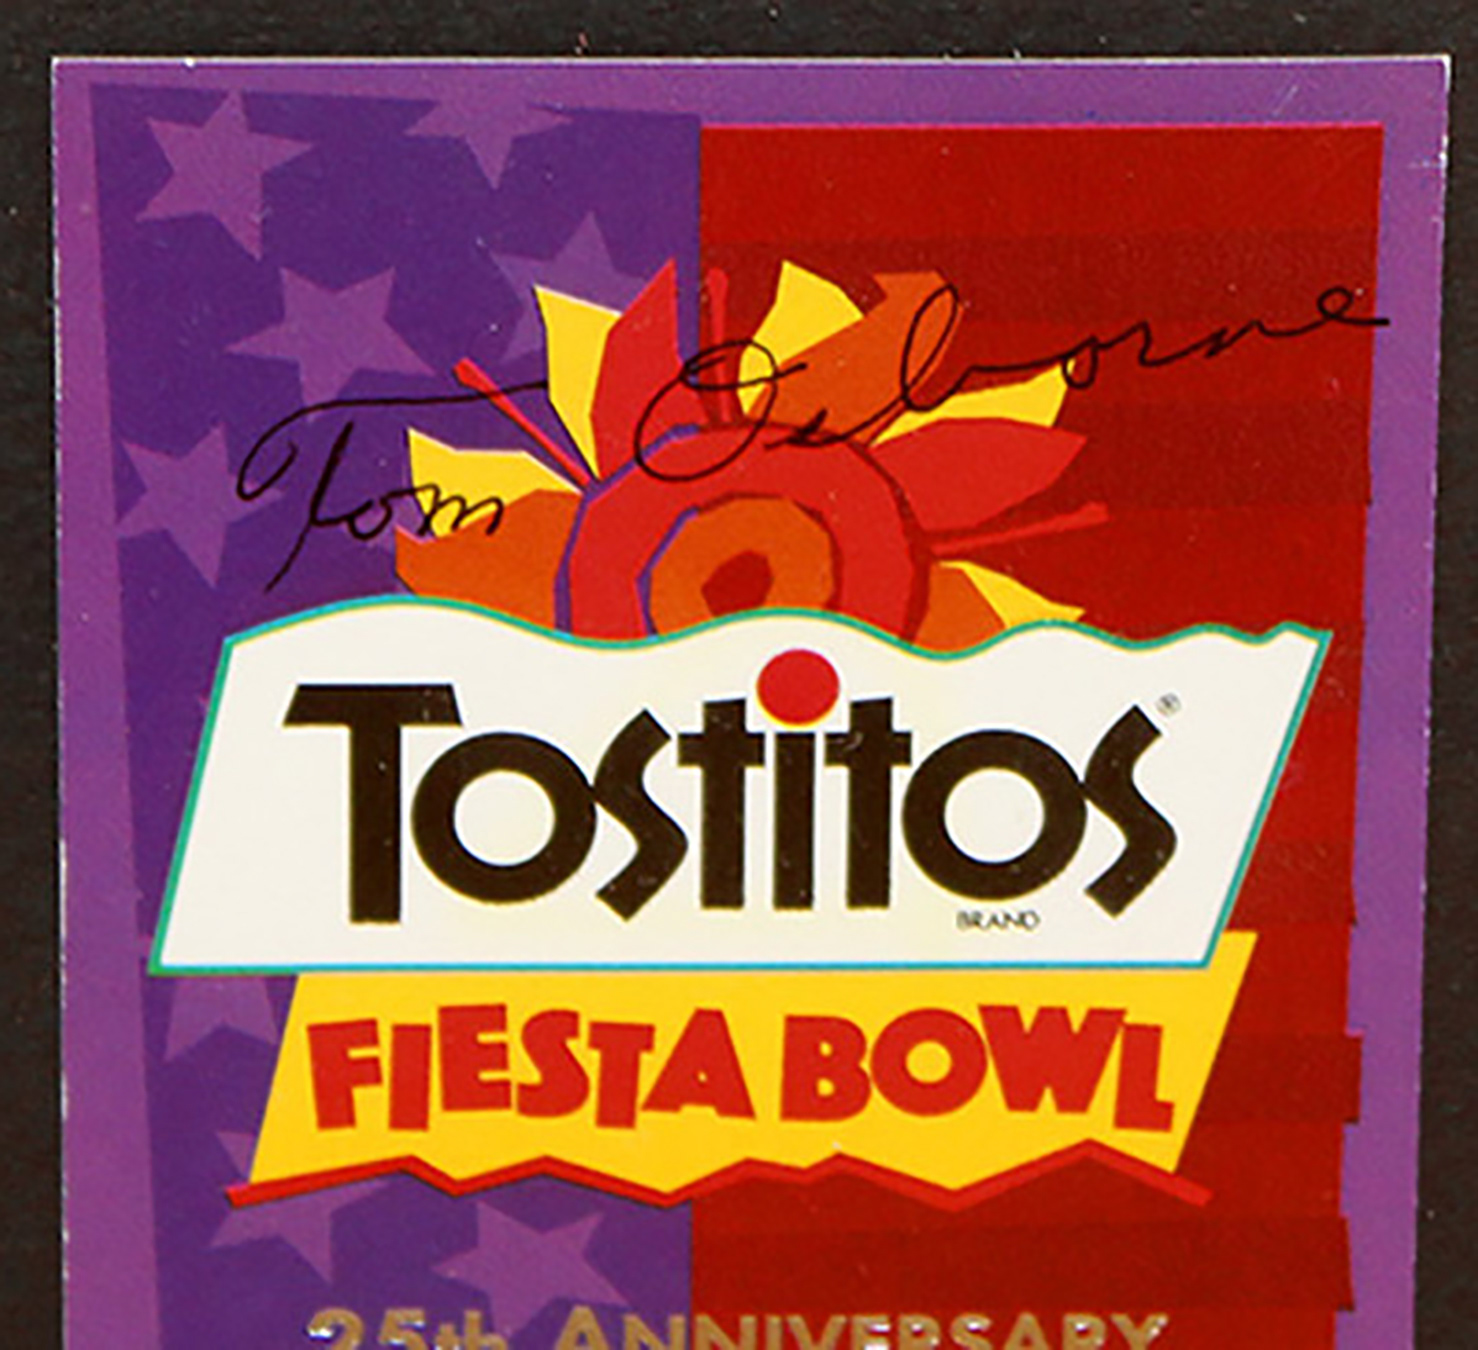 Tom Osborne
Tostitos®
BRAND
FIESTA BOWL
25th ANNIVERSARY